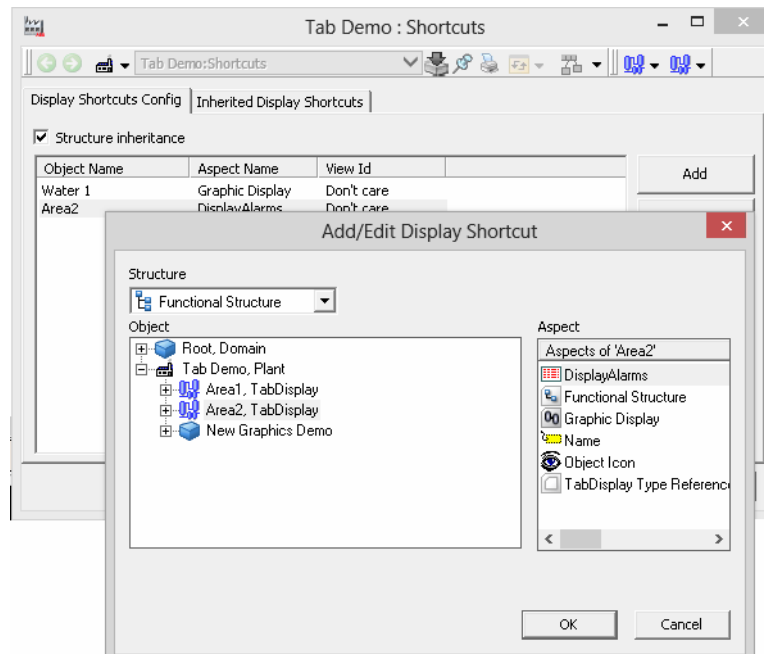 Tab Demo : Shortcuts
Tab Demo:Shortcuts
Display Shortcuts Config
Inherited Display Shortcuts
Structure inheritance
Object Name Aspect Name View Id
Water 1 Graphic Display Don't care
Area2 DisplayAlarms Don't care
Add
Add/Edit Display Shortcut
Structure
Functional Structure
Object
Root, Domain
Tab Demo, Plant
Area1, TabDisplay
Area2, TabDisplay
New Graphics Demo
Aspect
Aspects of 'Area2'
DisplayAlarms
Functional Structure
Graphic Display
Name
Object Icon
TabDisplay Type Referenc
OK
Cancel